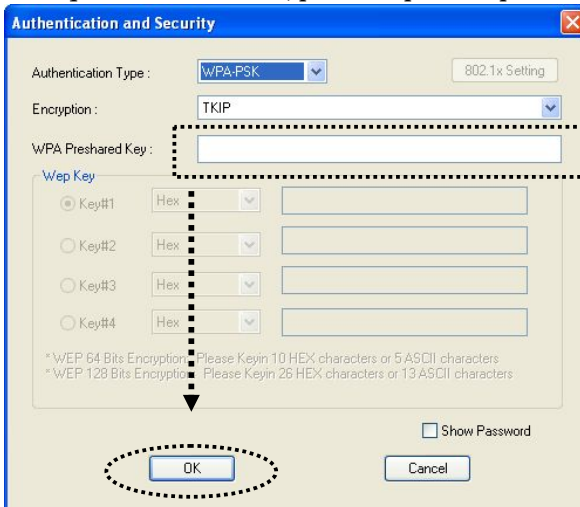 Authentication and Security
Authentication Type : WPA-PSK 802.1x Setting
Encryption : TKIP
WPA Preshared Key :
Wep Key
Key#1 Hex
Key#2 Hex
Key#3 Hex
Key#4 Hex
* WEP 64 Bits Encryption: Please Keyin 10 HEX characters or 5 ASCII characters
* WEP 128 Bits Encryption: Please Keyin 26 HEX characters or 13 ASCII characters
Show Password
OK Cancel